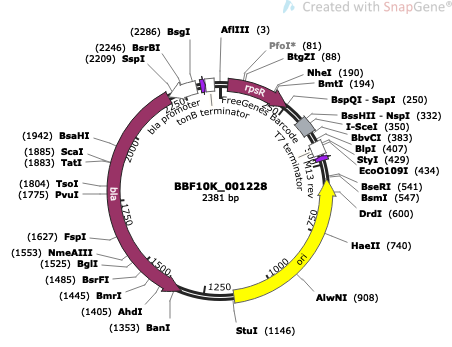 Created with SnapGene®
(2286) BsgI
(2246) BsrBI
(2209) SspI
AflIII (3)
PfoI* (81)
BtgZI (88)
NheI (190)
BmtI (194)
BspQI - SapI (250)
BssHII - NspI (332)
I-SceI (350)
BbvCI (383)
BlpI (407)
StyI (429)
EcoO109I (434)
BseRI (541)
BsmI (547)
DrdI (600)
HaeII (740)
AlwNI (908)
StuI (1146)
(1942) BsaHI
(1885) ScaI
(1883) TatI
(1804) TsoI
(1775) PvuI
(1627) FspI
(1553) NmeAIII
(1525) BglI
(1485) BsrFI
(1445) BmrI
(1405) AhdI
(1353) BanI
rpsR
FreeGenes Barcode
tonB terminator
bla promoter
T7 terminator
M13 rev
bla
ori
750
1000
1250
1500
1750
2000
2250
BBF10K_001228
2381 bp